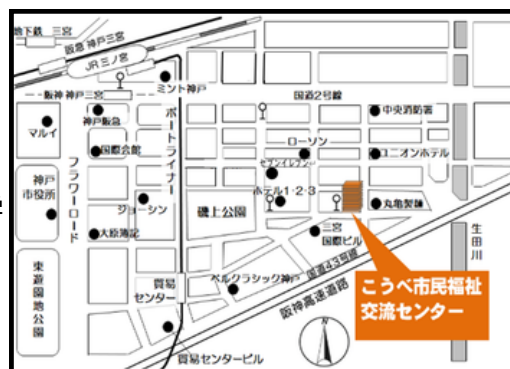 地下鉄 三宮
阪急 神戸三宮
JR 三ノ宮
阪神 神戸三宮
ミント神戸
国道2号線
中央消防署
マルイ
神戸阪急
国際会館
ポートライナー
ローソン
セブンイレブン
ユニオンホテル
フラワーロード
神戸
市役所
ジョーシン
磯上公園
ホテル1・2・3
丸亀製麺
大原簿記
三宮
国際ビル
生田川
東遊園地公園
貿易
センター
ベルクラシック神戸
国道43号線
阪神高速道路
こうべ市民福祉
交流センター
貿易センタービル